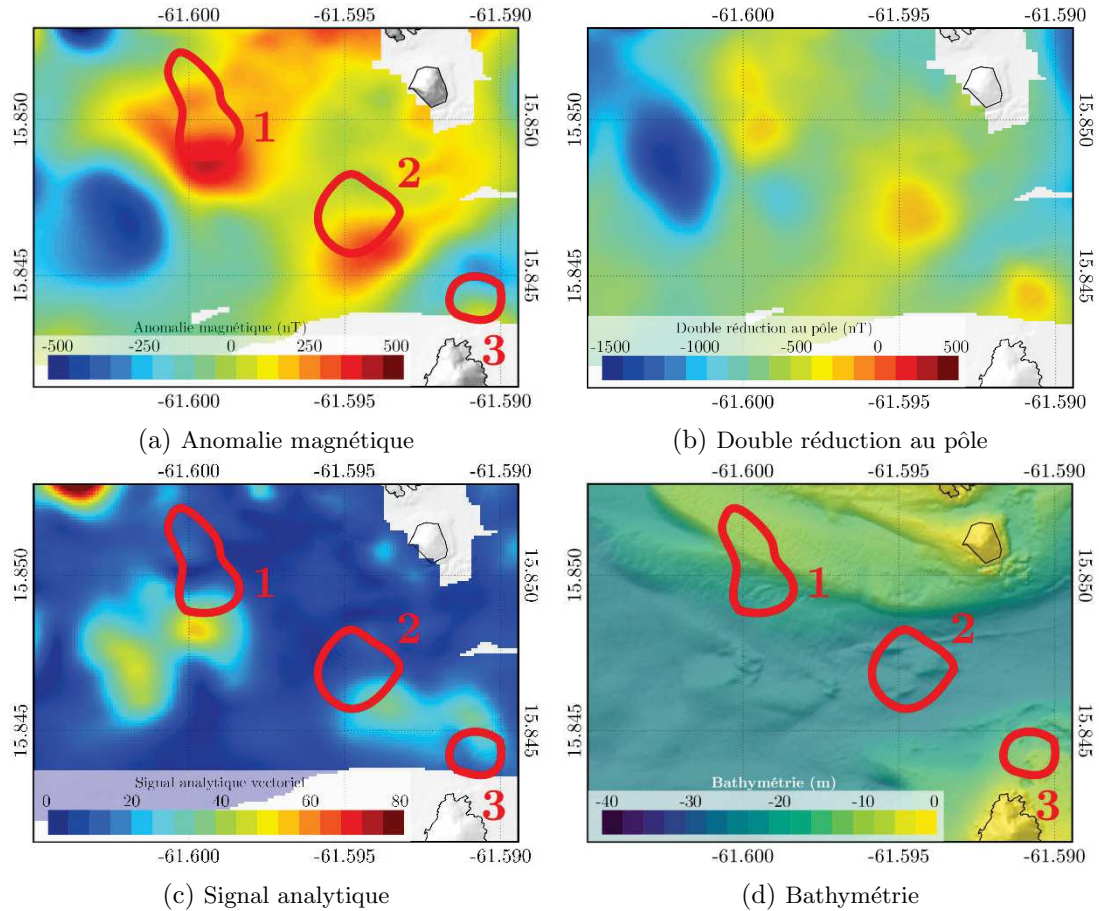 -61.600 -61.595 -61.590
-61.600 -61.595 -61.590
15.850 15.850
15.850 15.850
15.845 15.845
15.845 15.845
1
2
3
Anomalie magnétique (nT)
-500 -250 0 250 500
Double réduction au pôle (nT)
-1500 -1000 -500 0 500
-61.600 -61.595 -61.590
-61.600 -61.595 -61.590
(a) Anomalie magnétique
(b) Double réduction au pôle
-61.600 -61.595 -61.590
-61.600 -61.595 -61.590
15.850 15.850
15.850 15.850
15.845 15.845
15.845 15.845
1
2
3
1
2
3
Signal analytique vectoriel
0 20 40 60 80
Bathymétrie (m)
-40 -30 -20 -10 0
-61.600 -61.595 -61.590
-61.600 -61.595 -61.590
(c) Signal analytique
(d) Bathymétrie